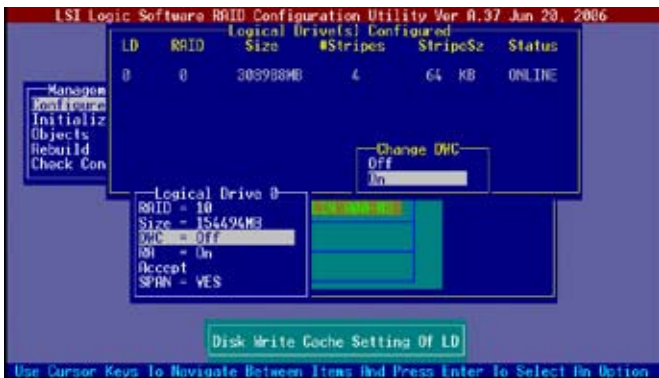 LSI Logic Software RAID Configuration Utility Ver A.37 Jun 20, 2006
Logical Drive(s) Configured
LD RAID Size #Stripes StripeSz Status
0 0 308988MB 4 64 KB ONLINE
Managem
Configure
Initializ
Objects
Rebuild
Check Con
Change DWC
Off
On
Logical Drive 0
RAID = 10
Size = 154494MB
DWC = Off
RA = On
Accept
SPAN = YES
Disk Write Cache Setting Of LD
Use Cursor Keys To Navigate Between Items And Press Enter To Select An Option